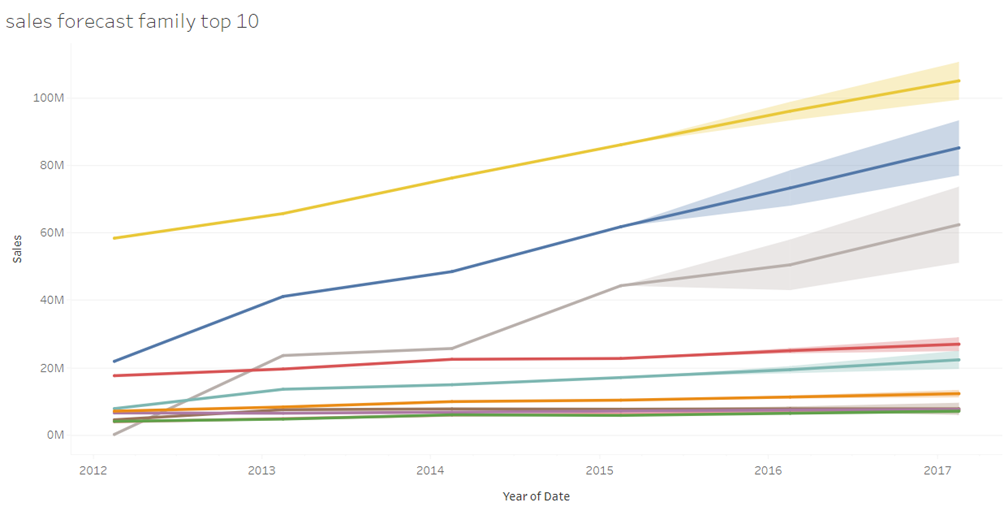 sales forecast family top 10
100M
80M
60M
40M
20M
0M
Sales
2012 2013 2014 2015 2016 2017
Year of Date